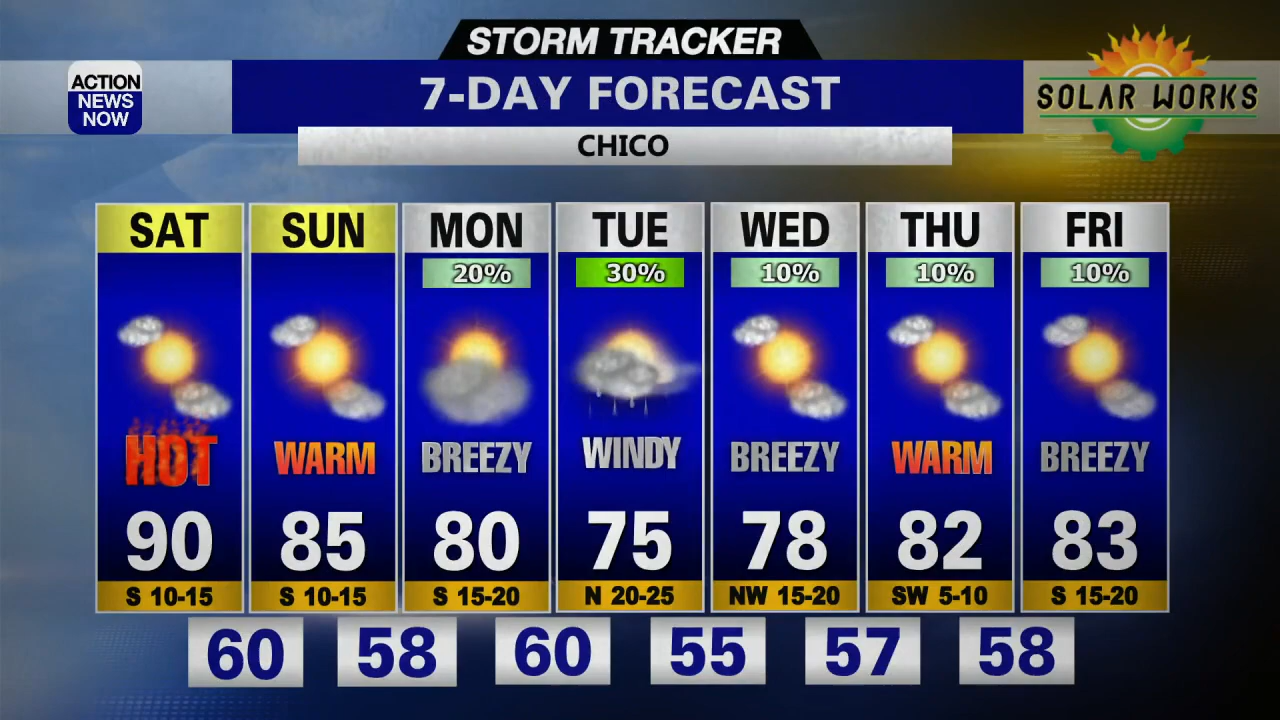 STORM TRACKER
ACTION
NEWS
NOW
7-DAY FORECAST
SOLAR WORKS
CHICO
SAT SUN MON TUE WED THU FRI
20% 30% 10% 10% 10%
HOT WARM BREEZY WINDY BREEZY WARM BREEZY
90 85 80 75 78 82 83
S 10-15 S 10-15 S 15-20 N 20-25 NW 15-20 SW 5-10 S 15-20
60 58 60 55 57 58